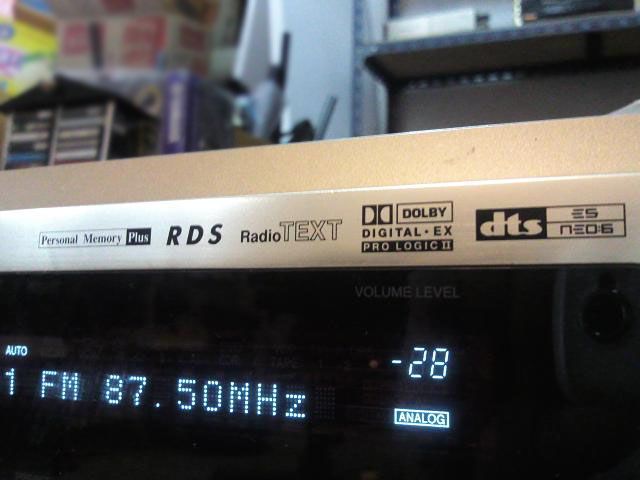 Personal Memory Plus RDS RadioTEXT DOLBY DIGITAL·EX PRO LOGIC II dts ES NEO:6
VOLUME LEVEL
AUTO
-28
1 FM 87.50MHz
ANALOG